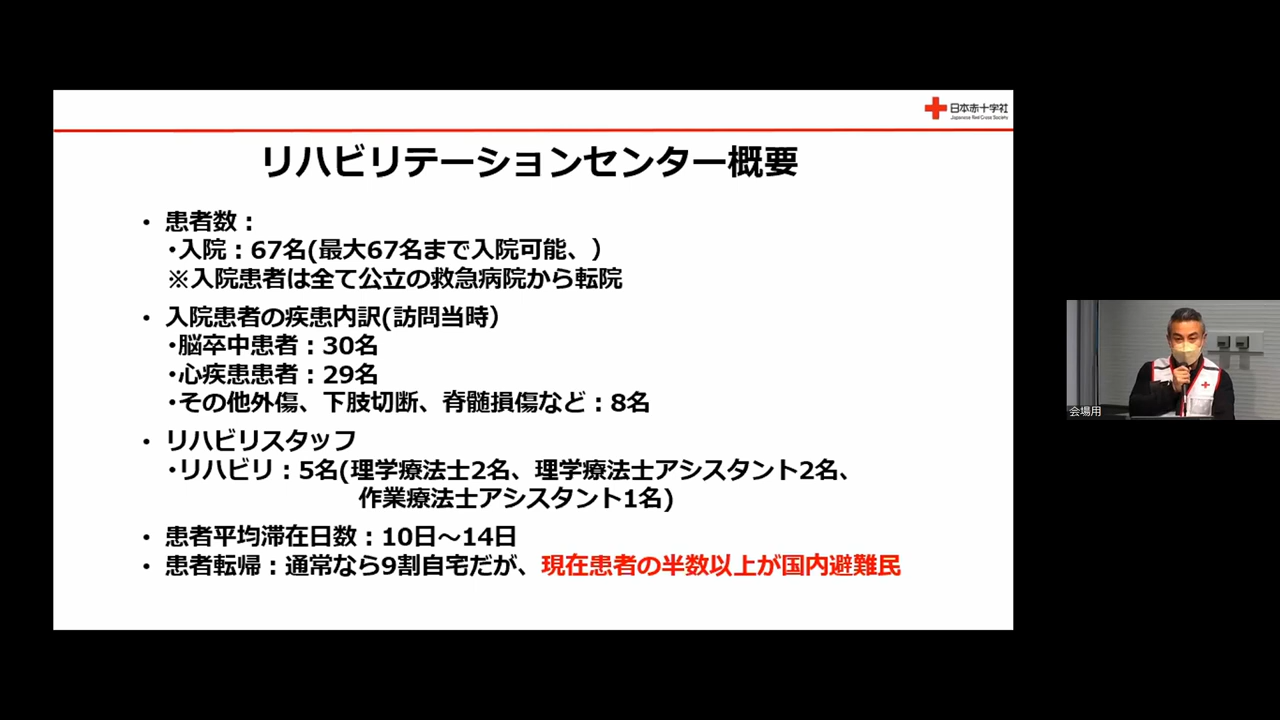 日本赤十字社
Japanese Red Cross Society
リハビリテーションセンター概要
• 患者数：
・入院：67名(最大67名まで入院可能、）
※入院患者は全て公立の救急病院から転院
• 入院患者の疾患内訳(訪問当時）
・脳卒中患者：30名
・心疾患患者：29名
・その他外傷、下肢切断、脊髄損傷など：8名
• リハビリスタッフ
・リハビリ：5名(理学療法士2名、理学療法士アシスタント2名、
作業療法士アシスタント1名)
• 患者平均滞在日数：10日～14日
• 患者転帰：通常なら9割自宅だが、現在患者の半数以上が国内避難民
会場用